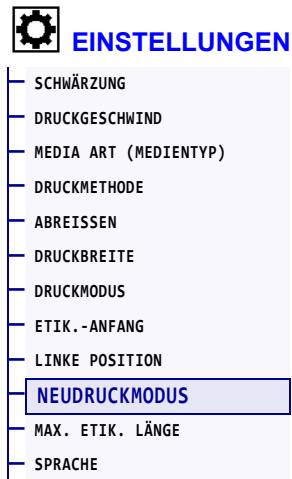 EINSTELLUNGEN
SCHWÄRZUNG
DRUCKGESCHWIND
MEDIA ART (MEDIENTYP)
DRUCKMETHODE
ABREISSEN
DRUCKBREITE
DRUCKMODUS
ETIK.-ANFANG
LINKE POSITION
NEUDRUCKMODUS
MAX. ETIK. LÄNGE
SPRACHE